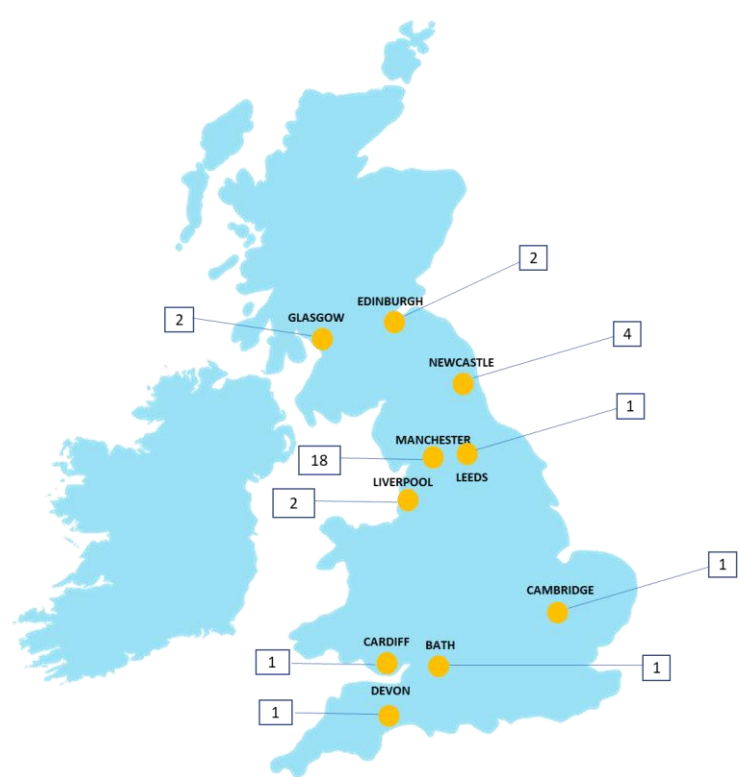 2
EDINBURGH
GLASGOW
2
4
NEWCASTLE
1
MANCHESTER
18
LEEDS
LIVERPOOL
2
1
CAMBRIDGE
CARDIFF
BATH
1
1
DEVON
1